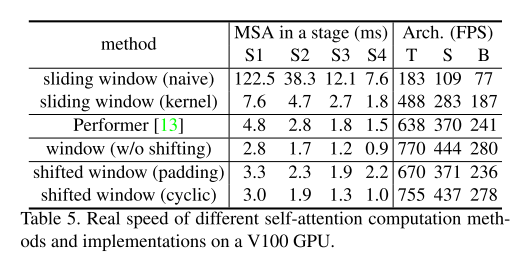 method MSA in a stage (ms) Arch. (FPS)
S1 S2 S3 S4 T S B
sliding window (naive) 122.5 38.3 12.1 7.6 183 109 77
sliding window (kernel) 7.6 4.7 2.7 1.8 488 283 187
Performer [13] 4.8 2.8 1.8 1.5 638 370 241
window (w/o shifting) 2.8 1.7 1.2 0.9 770 444 280
shifted window (padding) 3.3 2.3 1.9 2.2 670 371 236
shifted window (cyclic) 3.0 1.9 1.3 1.0 755 437 278
Table 5. Real speed of different self-attention computation meth-
ods and implementations on a V100 GPU.